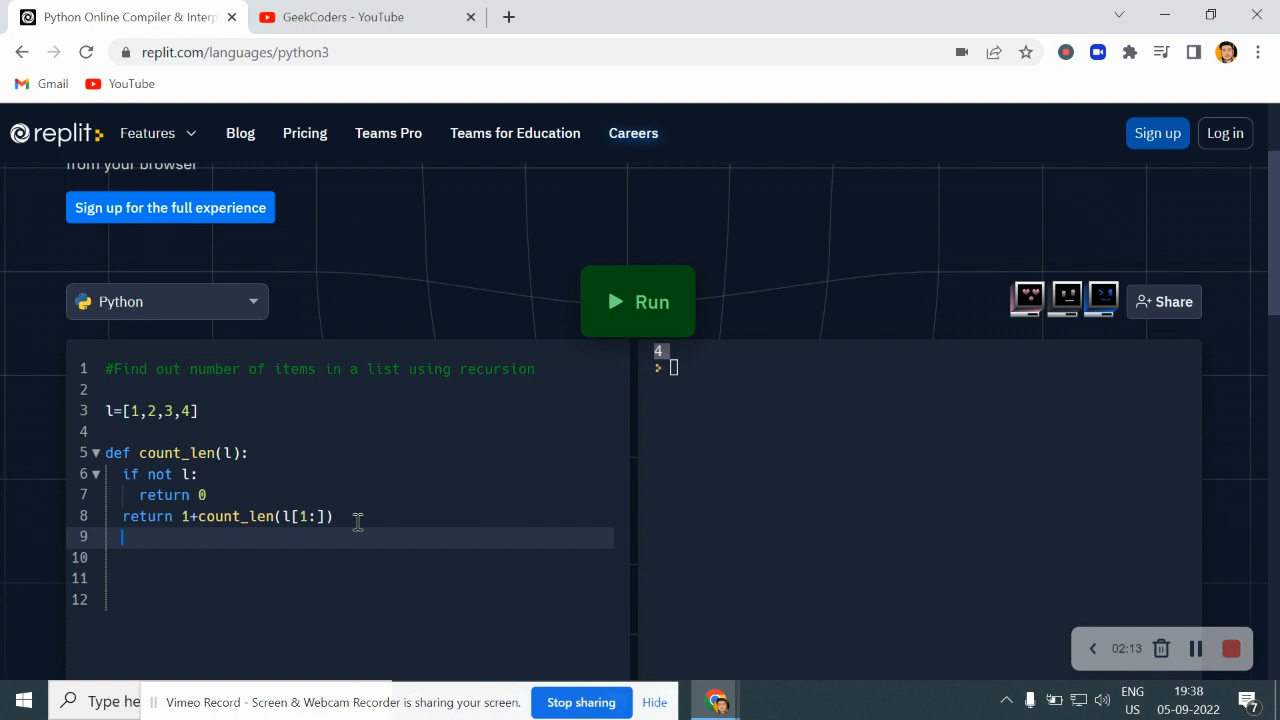 Python Online Compiler & Interp
GeekCoders - YouTube
replit.com/languages/python3
Gmail
YouTube
replit
Features
Blog
Pricing
Teams Pro
Teams for Education
Careers
Sign up
Log in
from your browser
Sign up for the full experience
Python
Run
Share
1 #Find out number of items in a list using recursion
2
3 l=[1,2,3,4]
4
5 def count_len(l):
6 if not l:
7 return 0
8 return 1+count_len(l[1:])
9
10
11
12
4
>
02:13
Type he
Vimeo Record - Screen & Webcam Recorder is sharing your screen.
Stop sharing
Hide
ENG
US
19:38
05-09-2022
7